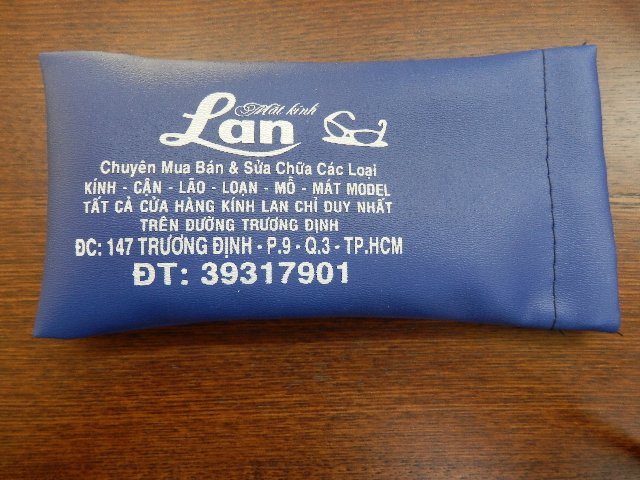 Mắt kính
Lan
Chuyên Mua Bán & Sửa Chữa Các Loại
KÍNH - CẬN - LÃO - LOẠN - MỔ - MÁT MODEL
TẤT CẢ CỬA HÀNG KÍNH LAN CHỈ DUY NHẤT
TRÊN ĐƯỜNG TRƯƠNG ĐỊNH
ĐC: 147 TRƯƠNG ĐỊNH - P.9 - Q.3 - TP.HCM
ĐT: 39317901